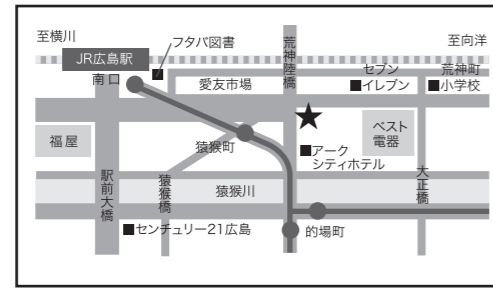 至横川
JR広島駅
南口
フタバ図書
荒神陸橋
至向洋
愛友市場
セブン
■イレブン
荒神町
■小学校
福屋
猿猴町
ベスト
電器
■アーク
シティホテル
駅前大橋
猿猴橋
猿猴川
大正橋
■センチュリー21広島
的場町